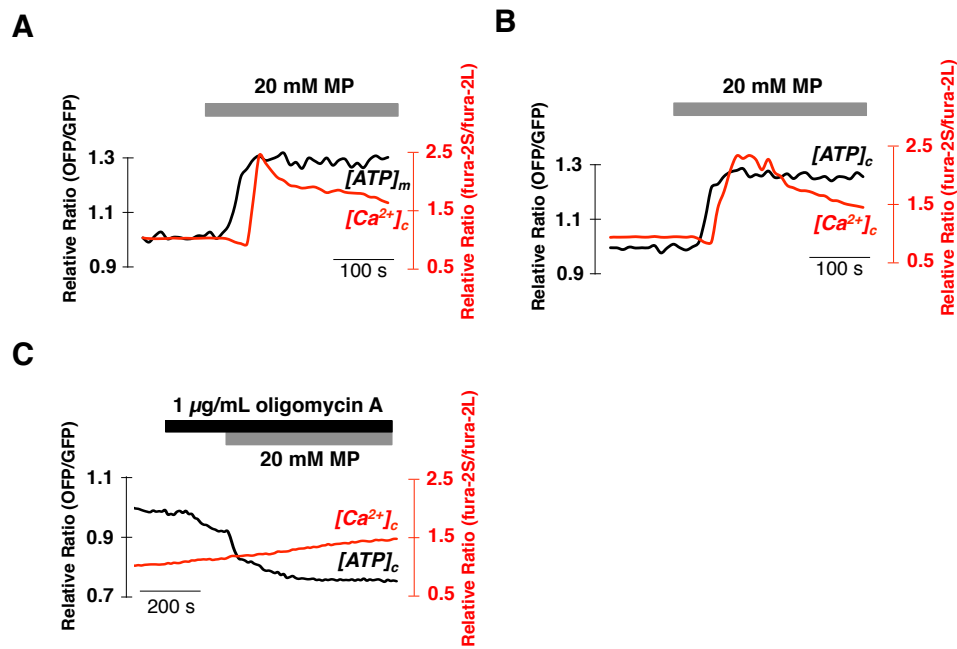 A
20 mM MP
Relative Ratio (OFP/GFP)
1.3
1.1
0.9
[ATP]m
[Ca2+]c
100 s
2.5
1.5
0.5
Relative Ratio (fura-2S/fura-2L)
B
20 mM MP
Relative Ratio (OFP/GFP)
1.3
1.1
0.9
[ATP]c
[Ca2+]c
100 s
2.5
1.5
0.5
Relative Ratio (fura-2S/fura-2L)
C
1 µg/mL oligomycin A
20 mM MP
Relative Ratio (OFP/GFP)
1.1
0.9
0.7
[Ca2+]c
[ATP]c
200 s
2.5
1.5
0.5
Relative Ratio (fura-2S/fura-2L)